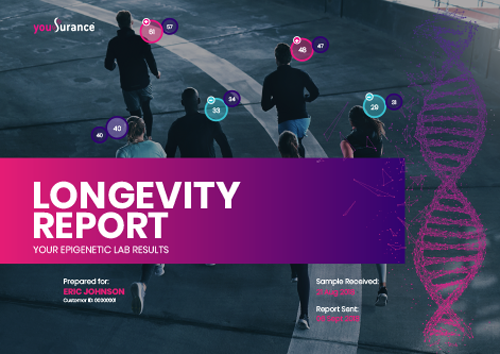 youSurance
51 57
48 47
33 34
29 31
40 40
LONGEVITY
REPORT
YOUR EPIGENETIC LAB RESULTS
Prepared for:
ERIC JOHNSON
Sample Received:
Report Sent: